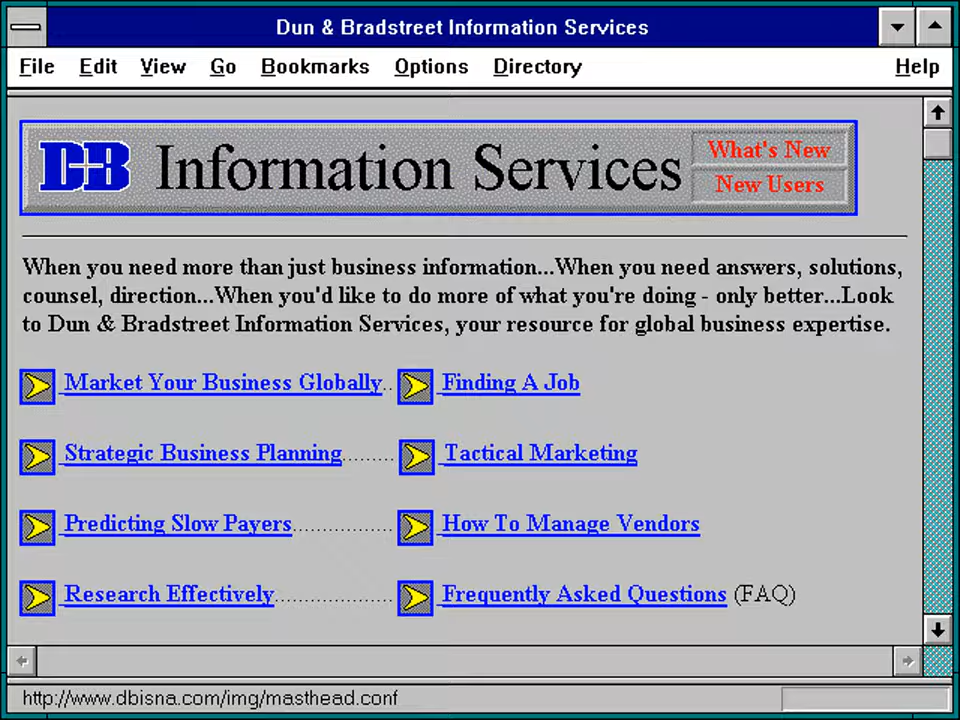 Dun & Bradstreet Information Services
File Edit View Go Bookmarks Options Directory Help
D&B Information Services What's New
New Users
When you need more than just business information...When you need answers, solutions,
counsel, direction...When you'd like to do more of what you're doing - only better...Look
to Dun & Bradstreet Information Services, your resource for global business expertise.
Market Your Business Globally.. Finding A Job
Strategic Business Planning......... Tactical Marketing
Predicting Slow Payers................. How To Manage Vendors
Research Effectively.................... Frequently Asked Questions (FAQ)
http://www.dbisna.com/img/masthead.conf